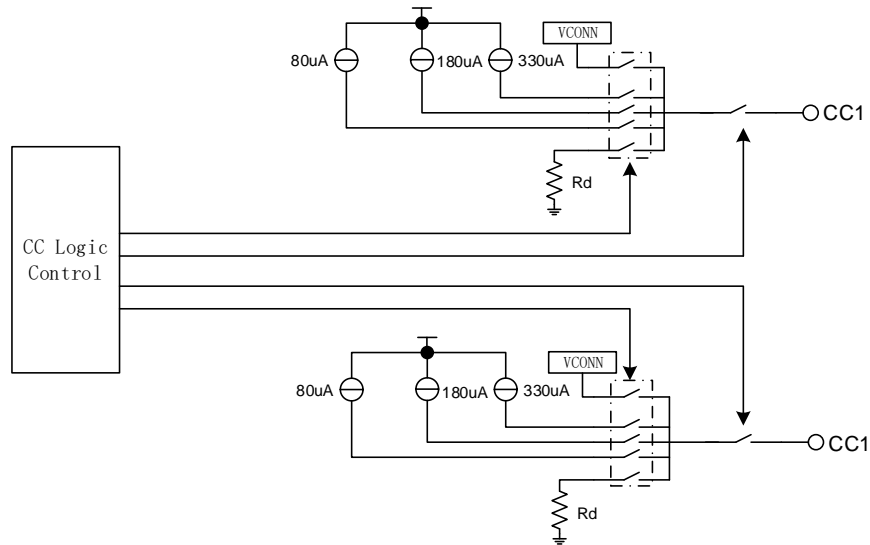 VCONN
80uA
180uA
330uA
CC1
Rd
CC Logic
Control
VCONN
80uA
180uA
330uA
CC1
Rd